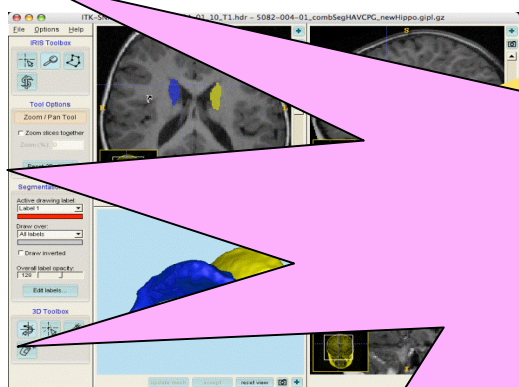 ITK-SN
01_10_T1.hdr - 5082-004-01_combSegHAVCPG_newHippo.gipl.gz
File Options Help
IRIS Toolbox
Tool Options
Zoom / Pan Tool
Zoom slices together
Zoom (%):
Active drawing label:
Label 1
Draw over:
All labels
Draw inverted
Overall label opacity:
128
Edit labels...
3D Toolbox
update mesh accept reset view
S